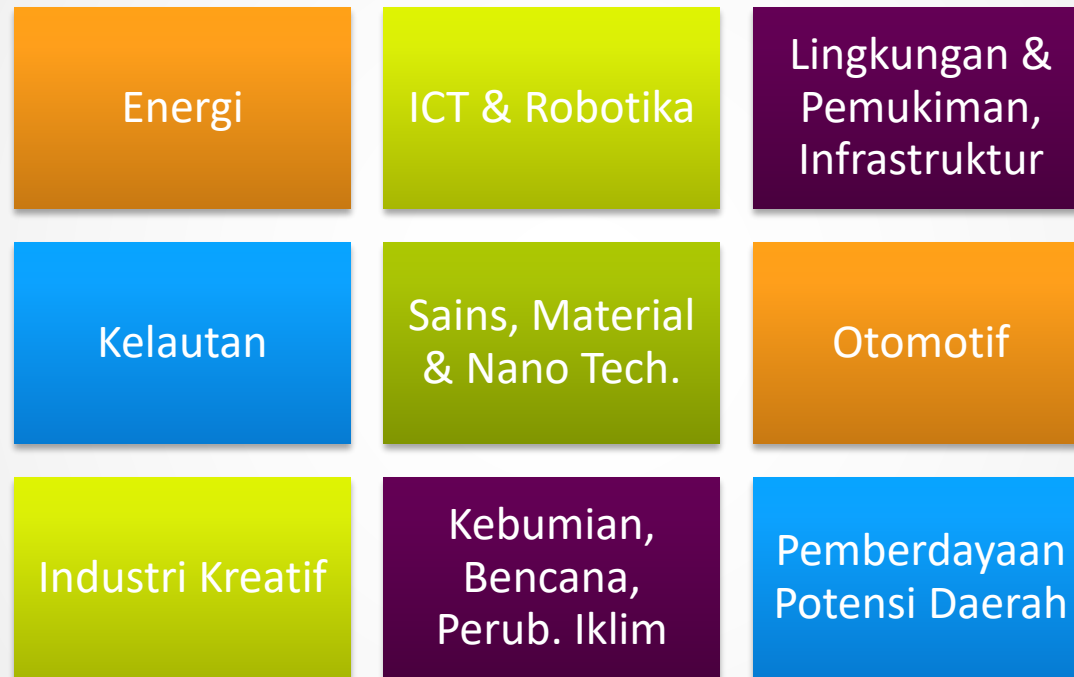 Energi
ICT & Robotika
Lingkungan &
Pemukiman,
Infrastruktur
Kelautan
Sains, Material
& Nano Tech.
Otomotif
Industri Kreatif
Kebumian,
Bencana,
Perub. Iklim
Pemberdayaan
Potensi Daerah